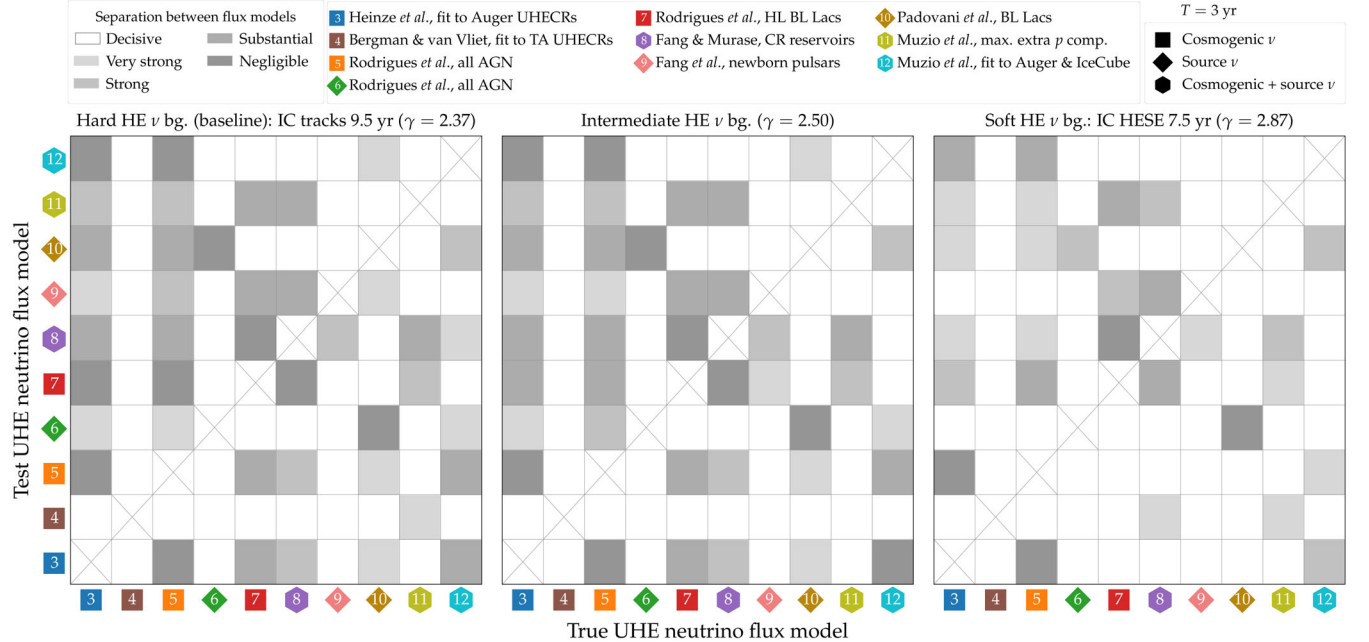 Separation between flux models
Decisive
Substantial
Very strong
Negligible
Strong
3 Heinze et al., fit to Auger UHECRs
4 Bergman & van Vliet, fit to TA UHECRs
5 Rodrigues et al., all AGN
6 Rodrigues et al., all AGN
7 Rodrigues et al., HL BL Lacs
8 Fang & Murase, CR reservoirs
9 Fang et al., newborn pulsars
10 Padovani et al., BL Lacs
11 Muzio et al., max. extra p comp.
12 Muzio et al., fit to Auger & IceCube
T = 3 yr
Cosmogenic ν
Source ν
Cosmogenic + source ν
Hard HE ν bg. (baseline): IC tracks 9.5 yr (γ = 2.37)
Intermediate HE ν bg. (γ = 2.50)
Soft HE ν bg.: IC HESE 7.5 yr (γ = 2.87)
Test UHE neutrino flux model
12
11
10
9
8
7
6
5
4
3
3 4 5 6 7 8 9 10 11 12
3 4 5 6 7 8 9 10 11 12
3 4 5 6 7 8 9 10 11 12
True UHE neutrino flux model